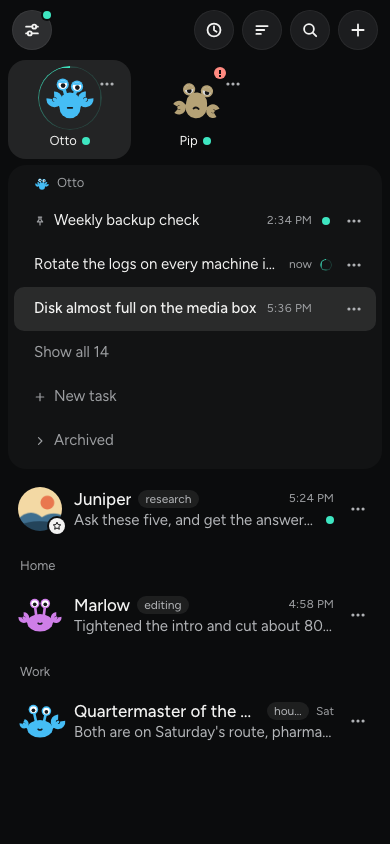 Otto
Pip
Otto
Weekly backup check 2:34 PM
Rotate the logs on every machine i... now
Disk almost full on the media box 5:36 PM
Show all 14
New task
Archived
Juniper research 5:24 PM
Ask these five, and get the answer...
Home
Marlow editing 4:58 PM
Tightened the intro and cut about 80...
Work
Quartermaster of the ... hou... Sat
Both are on Saturday's route, pharma...